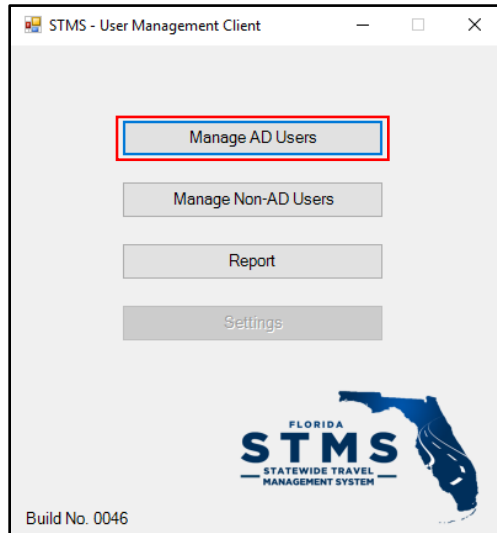 STMS - User Management Client
Manage AD Users
Manage Non-AD Users
Report
Settings
FLORIDA
STMS
STATEWIDE TRAVEL
MANAGEMENT SYSTEM
Build No. 0046